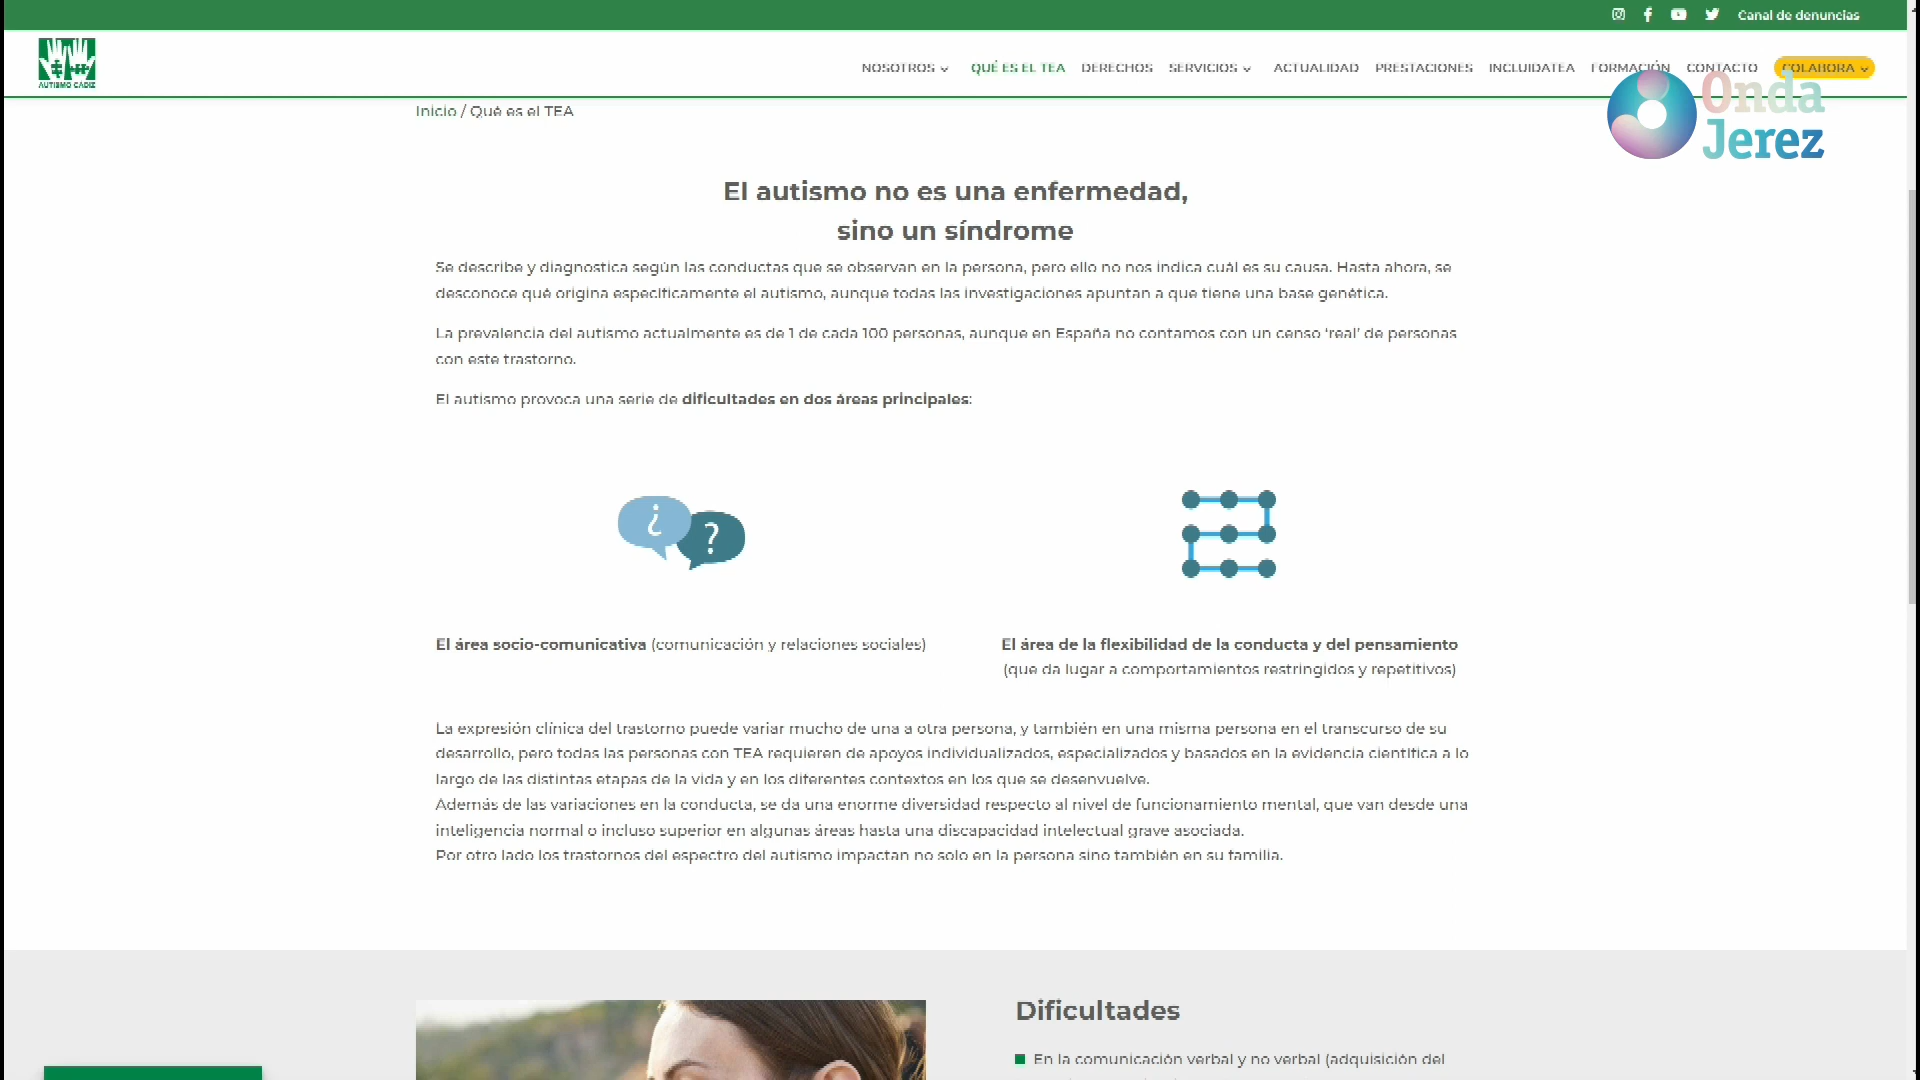 Canal de denuncias
AUTISMO CÁDIZ
NOSOTROS QUÉ ES EL TEA DERECHOS SERVICIOS ACTUALIDAD PRESTACIONES INCLUIDATEA FORMACIÓN CONTACTO COLABORA
Onda
Jerez
Inicio / Qué es el TEA
El autismo no es una enfermedad,
sino un síndrome
Se describe y diagnostica según las conductas que se observan en la persona, pero ello no nos indica cuál es su causa. Hasta ahora, se
desconoce qué origina específicamente el autismo, aunque todas las investigaciones apuntan a que tiene una base genética.
La prevalencia del autismo actualmente es de 1 de cada 100 personas, aunque en España no contamos con un censo ‘real’ de personas
con este trastorno.
El autismo provoca una serie de dificultades en dos áreas principales:
¿ ?
El área socio-comunicativa (comunicación y relaciones sociales)
El área de la flexibilidad de la conducta y del pensamiento
(que da lugar a comportamientos restringidos y repetitivos)
La expresión clínica del trastorno puede variar mucho de una a otra persona, y también en una misma persona en el transcurso de su
desarrollo, pero todas las personas con TEA requieren de apoyos individualizados, especializados y basados en la evidencia científica a lo
largo de las distintas etapas de la vida y en los diferentes contextos en los que se desenvuelve.
Además de las variaciones en la conducta, se da una enorme diversidad respecto al nivel de funcionamiento mental, que van desde una
inteligencia normal o incluso superior en algunas áreas hasta una discapacidad intelectual grave asociada.
Por otro lado los trastornos del espectro del autismo impactan no solo en la persona sino también en su familia.
Dificultades
En la comunicación verbal y no verbal (adquisición del